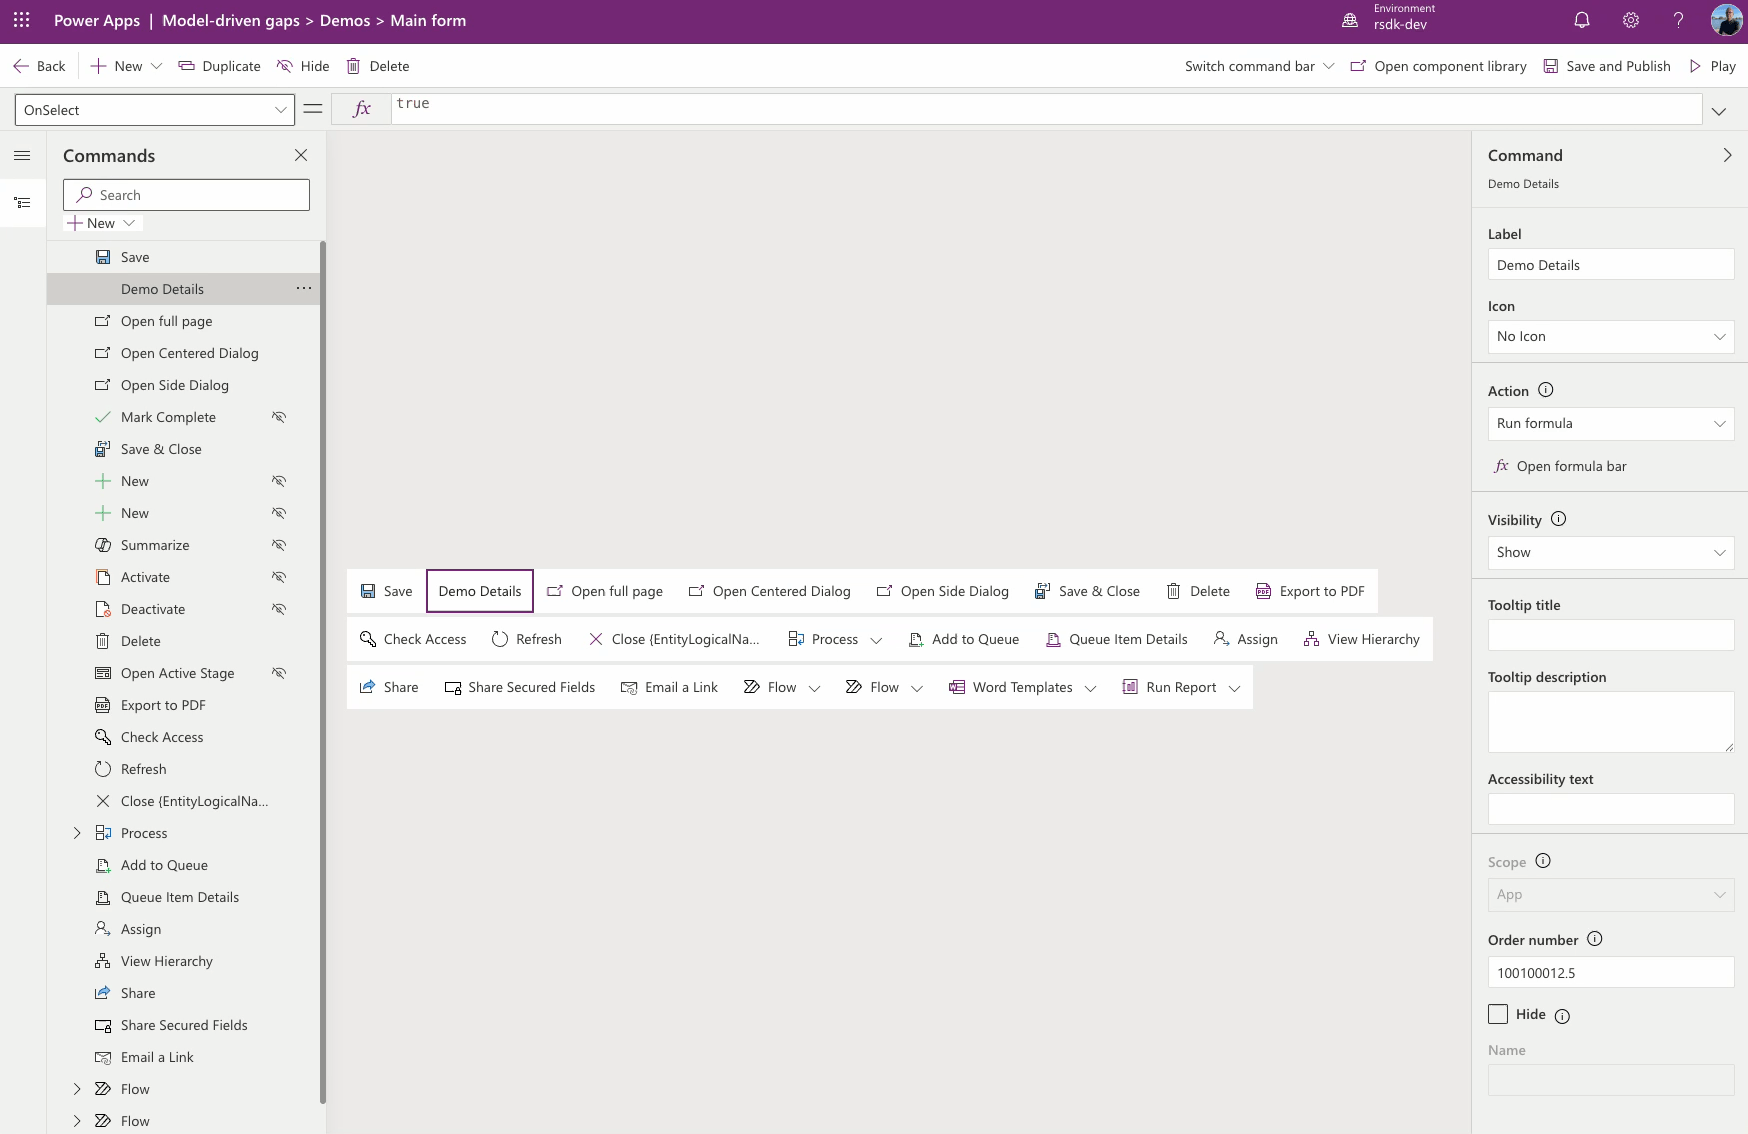 Power Apps | Model-driven gaps > Demos > Main form
Environment
rsdk-dev
?
Back
New
Duplicate
Hide
Delete
Switch command bar
Open component library
Save and Publish
Play
OnSelect
fx
true
Commands
Search
New
Save
Demo Details
Open full page
Open Centered Dialog
Open Side Dialog
Mark Complete
Save & Close
New
New
Summarize
Activate
Deactivate
Delete
Open Active Stage
Export to PDF
Check Access
Refresh
Close {EntityLogicalNa...
Process
Add to Queue
Queue Item Details
Assign
View Hierarchy
Share
Share Secured Fields
Email a Link
Flow
Flow
Save Demo Details Open full page Open Centered Dialog Open Side Dialog Save & Close Delete Export to PDF
Check Access Refresh Close {EntityLogicalNa... Process Add to Queue Queue Item Details Assign View Hierarchy
Share Share Secured Fields Email a Link Flow Flow Word Templates Run Report
Command
Demo Details
Label
Demo Details
Icon
No Icon
Action
Run formula
fx Open formula bar
Visibility
Show
Tooltip title
Tooltip description
Accessibility text
Scope
App
Order number
100100012.5
Hide
Name